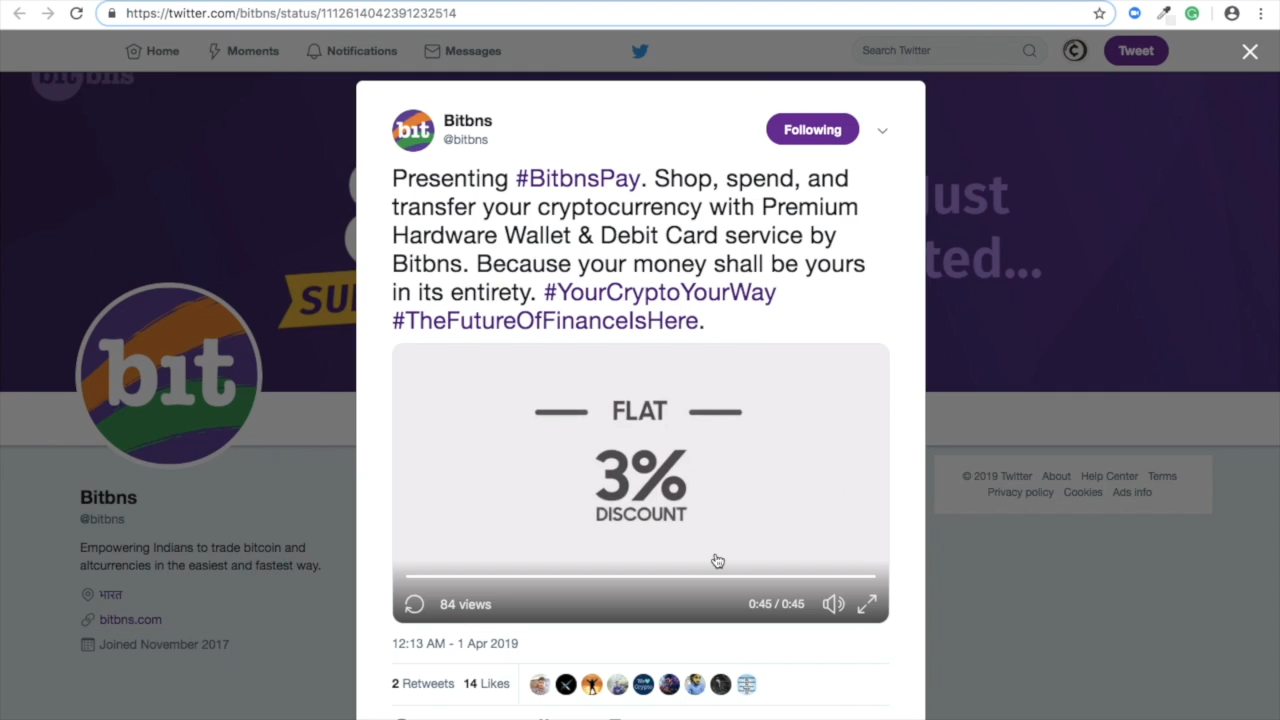 https://twitter.com/bitbns/status/1112614042391232514
Home
Moments
Notifications
Messages
Search Twitter
Tweet
bit bns
Bitbns
@bitbns
Following
Presenting #BitbnsPay. Shop, spend, and
transfer your cryptocurrency with Premium
Hardware Wallet & Debit Card service by
Bitbns. Because your money shall be yours
in its entirety. #YourCryptoYourWay
#TheFutureOfFinanceIsHere.
FLAT
3%
DISCOUNT
84 views
0:45 / 0:45
12:13 AM - 1 Apr 2019
2 Retweets 14 Likes
bit
Bitbns
@bitbns
Empowering Indians to trade bitcoin and
altcurrencies in the easiest and fastest way.
भारत
bitbns.com
Joined November 2017
© 2019 Twitter About Help Center Terms
Privacy policy Cookies Ads info